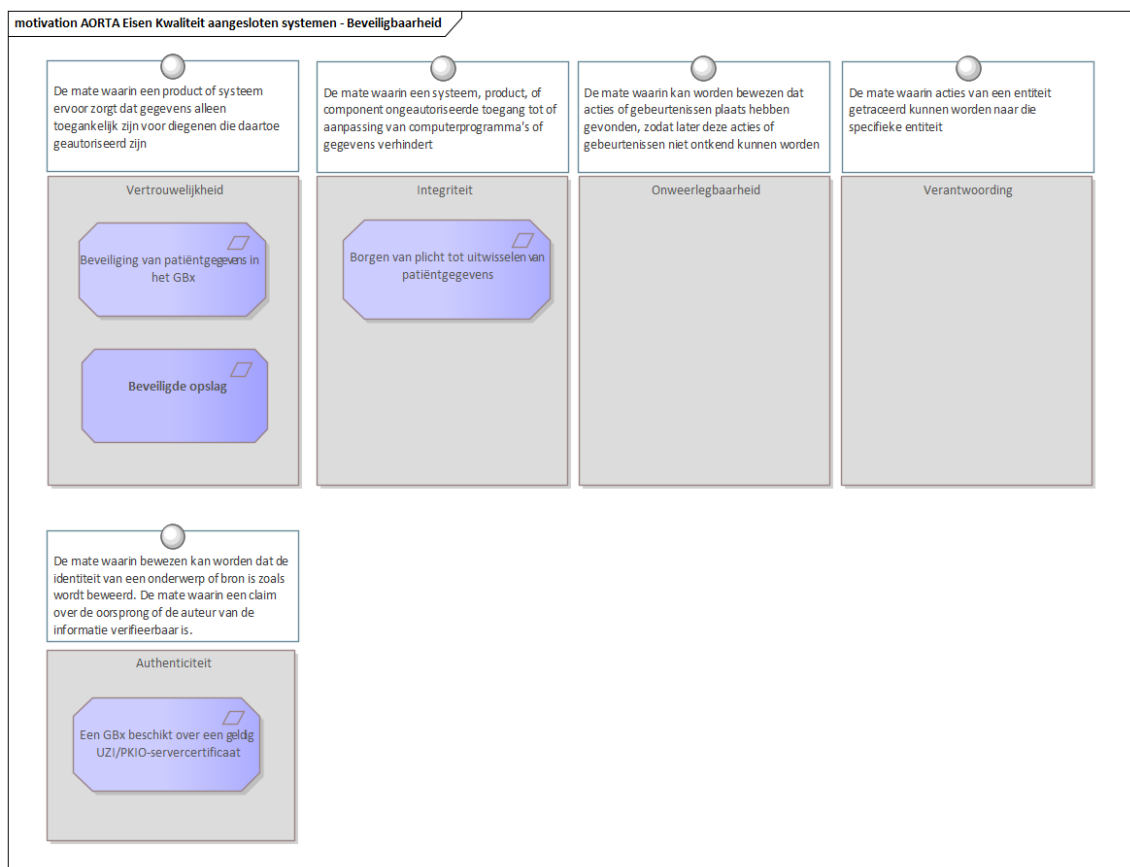 motivation AORTA Eisen Kwaliteit aangesloten systemen - Beveiligbaarheid
De mate waarin een product of systeem
ervoor zorgt dat gegevens alleen
toegankelijk zijn voor diegenen die daartoe
geautoriseerd zijn
Vertrouwelijkheid
Beveiliging van patiëntgegevens in
het GBx
Beveiligde opslag
De mate waarin een systeem, product, of
component ongeautoriseerde toegang tot of
aanpassing van computerprogramma's of
gegevens verhindert
Integriteit
Borgen van plicht tot uitwisselen van
patiëntgegevens
De mate waarin kan worden bewezen dat
acties of gebeurtenissen plaats hebben
gevonden, zodat later deze acties of
gebeurtenissen niet ontkend kunnen worden
Onweerlegbaarheid
De mate waarin acties van een entiteit
getraceerd kunnen worden naar die
specifieke entiteit
Verantwoording
De mate waarin bewezen kan worden dat de
identiteit van een onderwerp of bron is zoals
wordt beweerd. De mate waarin een claim
over de oorsprong of de auteur van de
informatie verifieerbaar is.
Authenticiteit
Een GBx beschikt over een geldig
UZI/PKIO-servercertificaat